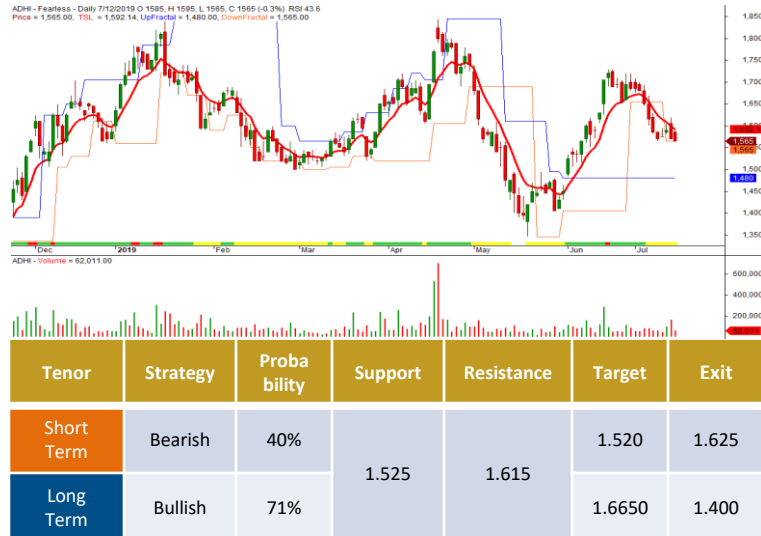 ADHI - Fearless - Daily 7/12/2019 O 1585, H 1595, L 1565, C 1565 (-0.3%) RSI 43.6
Price = 1,565.00, TSL = 1,592.14, UpFractal = 1,480.00, DownFractal = 1,565.00
1,850
1,800
1,750
1,700
1,650
1,592.1
1,565
1,565
1,500
1,480
1,450
1,400
1,350
Dec
2019
Feb
Mar
Apr
May
Jun
Jul
ADHI - Volume = 62,011.00
600,000
400,000
200,000
62,011
Tenor Strategy Proba bility Support Resistance Target Exit
Short Term Bearish 40% 1.525 1.615 1.520 1.625
Long Term Bullish 71% 1.6650 1.400